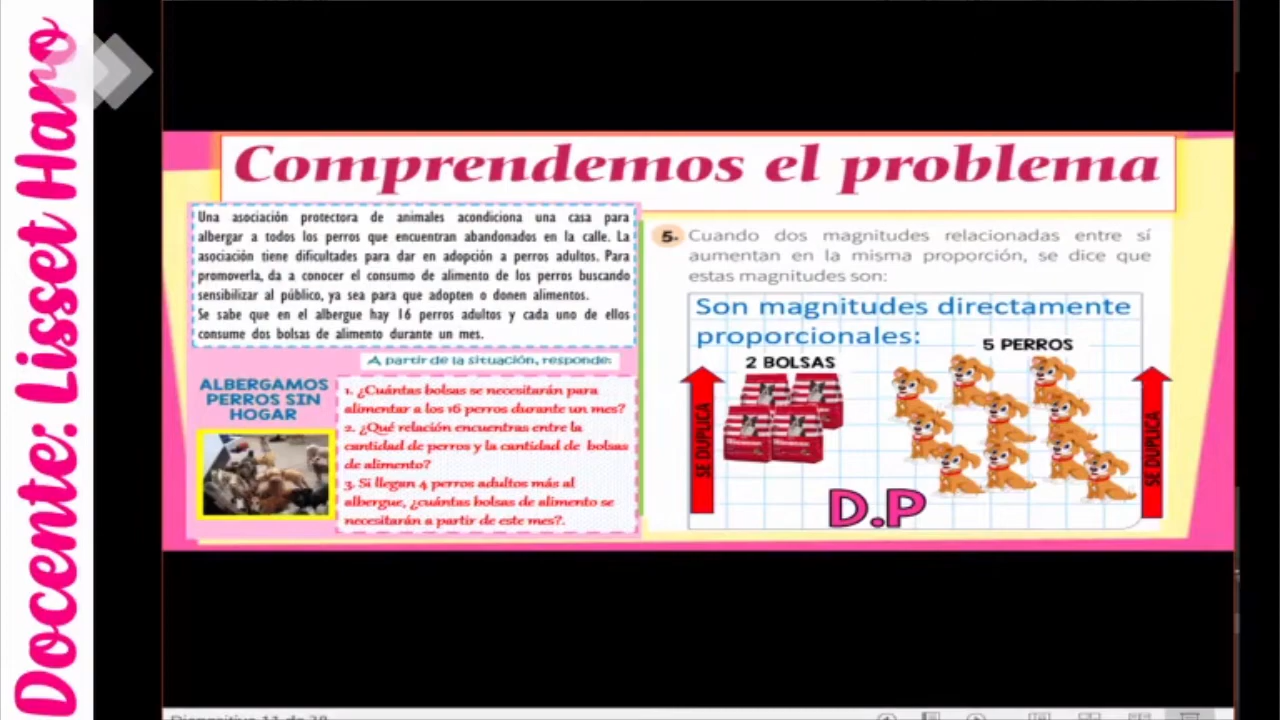 Docente: Lisset Haro
Comprendemos el problema
Una asociación protectora de animales acondiciona una casa para
albergar a todos los perros que encuentran abandonados en la calle. La
asociación tiene dificultades para dar en adopción a perros adultos. Para
promoverla, da a conocer el consumo de alimento de los perros buscando
sensibilizar al público, ya sea para que adopten o donen alimentos.
Se sabe que en el albergue hay 16 perros adultos y cada uno de ellos
consume dos bolsas de alimento durante un mes.
A partir de la situación, responde:
ALBERGAMOS
PERROS SIN
HOGAR
1. ¿Cuántas bolsas se necesitarán para
alimentar a los 16 perros durante un mes?
2. ¿Qué relación encuentras entre la
cantidad de perros y la cantidad de bolsas
de alimento?
3. Si llegan 4 perros adultos más al
albergue, ¿cuántas bolsas de alimento se
necesitarán a partir de este mes?.
5. Cuando dos magnitudes relacionadas entre sí
aumentan en la misma proporción, se dice que
estas magnitudes son:
Son magnitudes directamente
proporcionales:
2 BOLSAS
5 PERROS
SE DUPLICA
SE DUPLICA
D.P
Diapositiva 11 de 38